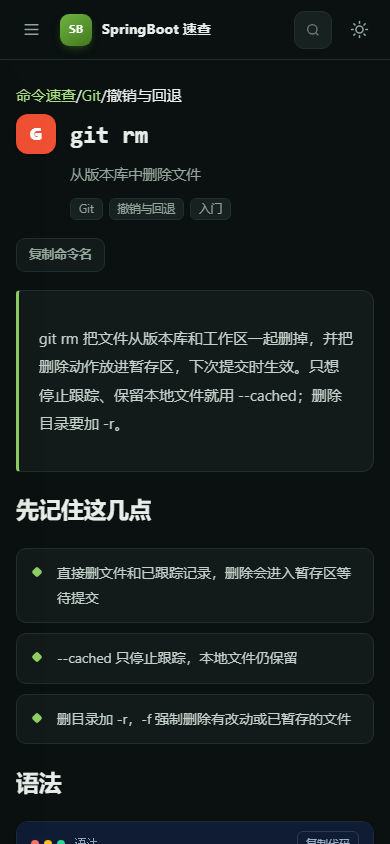 SB SpringBoot 速查
命令速查/Git/撤销与回退
G git rm
从版本库中删除文件
Git 撤销与回退 入门
复制命令名
git rm 把文件从版本库和工作区一起删掉，并把
删除动作放进暂存区，下次提交时生效。只想
停止跟踪、保留本地文件就用 --cached；删除
目录要加 -r。
先记住这几点
直接删文件和已跟踪记录，删除会进入暂存区等
待提交
--cached 只停止跟踪，本地文件仍保留
删目录加 -r，-f 强制删除有改动或已暂存的文件
语法
语法 复制代码